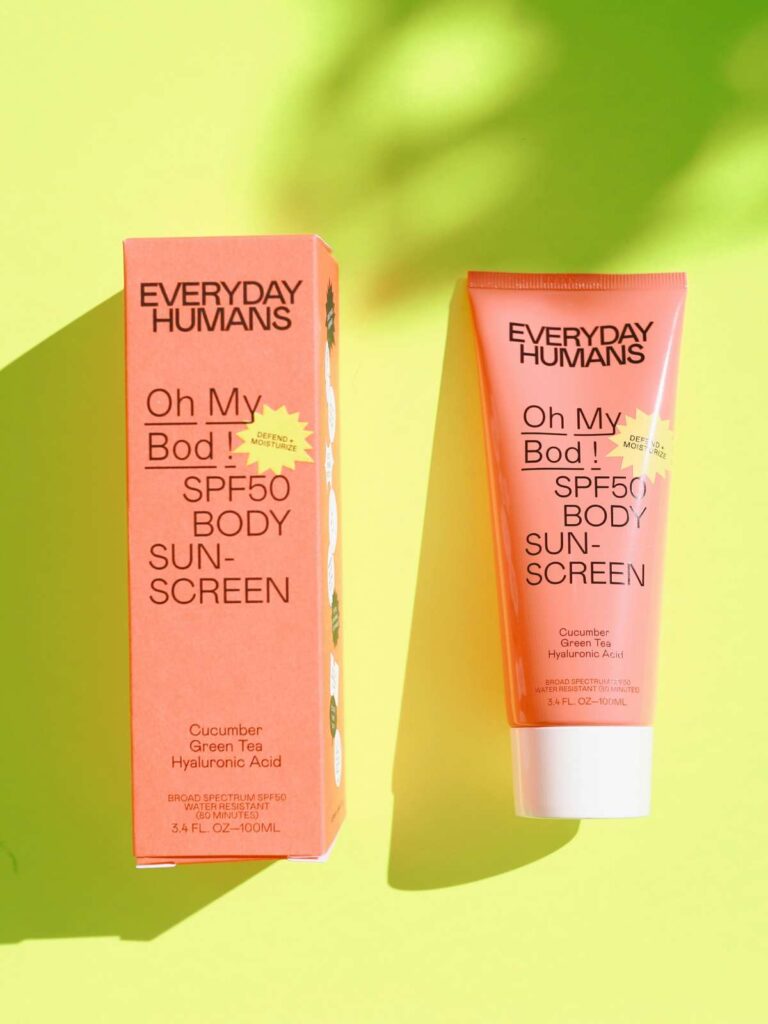 EVERYDAY
HUMANS
Oh My
Bod !
DEFEND +
MOISTURIZE
SPF50
BODY
SUN-
SCREEN
Cucumber
Green Tea
Hyaluronic Acid
BROAD SPECTRUM SPF50
WATER RESISTANT
(80 MINUTES)
3.4 FL. OZ—100ML
EVERYDAY
HUMANS
Oh My
Bod !
DEFEND +
MOISTURIZE
SPF50
BODY
SUN-
SCREEN
Cucumber
Green Tea
Hyaluronic Acid
BROAD SPECTRUM SPF50
WATER RESISTANT (80 MINUTES)
3.4 FL. OZ—100ML